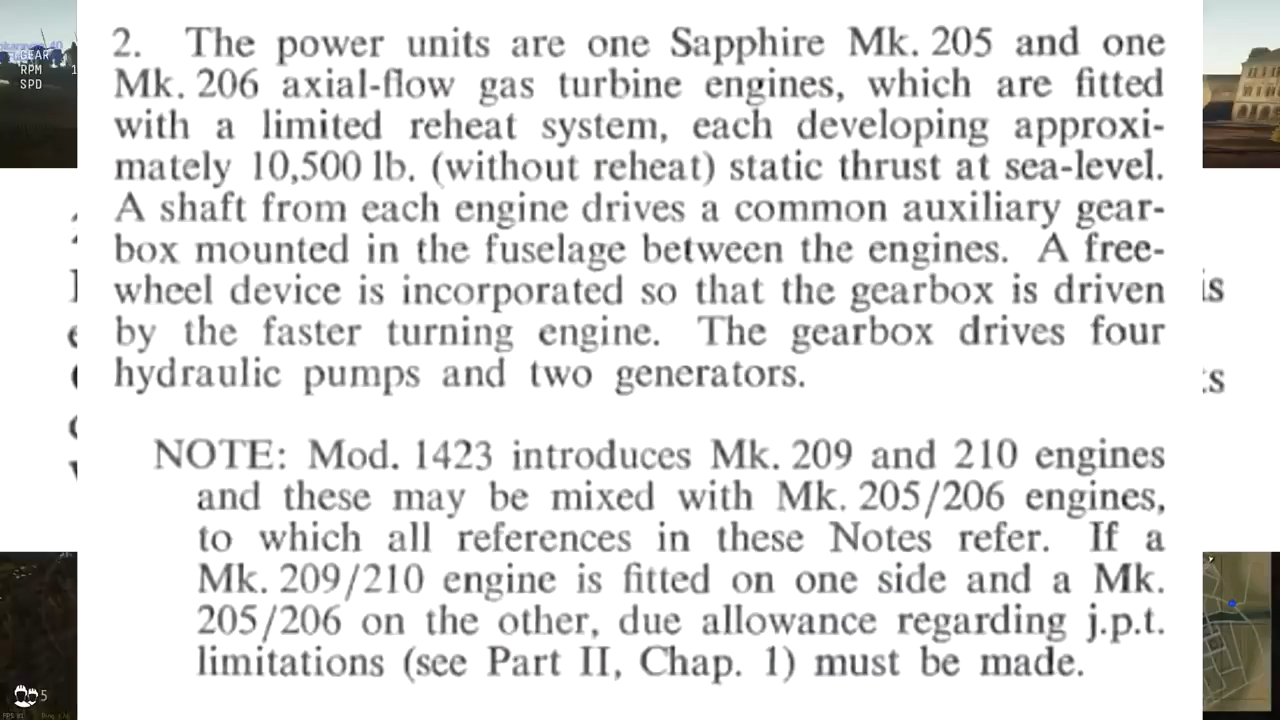 GEAR
RPM
SPD
2. The power units are one Sapphire Mk. 205 and one
Mk. 206 axial-flow gas turbine engines, which are fitted
with a limited reheat system, each developing approxi-
mately 10,500 lb. (without reheat) static thrust at sea-level.
A shaft from each engine drives a common auxiliary gear-
box mounted in the fuselage between the engines. A free-
wheel device is incorporated so that the gearbox is driven
by the faster turning engine. The gearbox drives four
hydraulic pumps and two generators.
NOTE: Mod. 1423 introduces Mk. 209 and 210 engines
and these may be mixed with Mk. 205/206 engines,
to which all references in these Notes refer. If a
Mk. 209/210 engine is fitted on one side and a Mk.
205/206 on the other, due allowance regarding j.p.t.
limitations (see Part II, Chap. 1) must be made.
is
ts
5